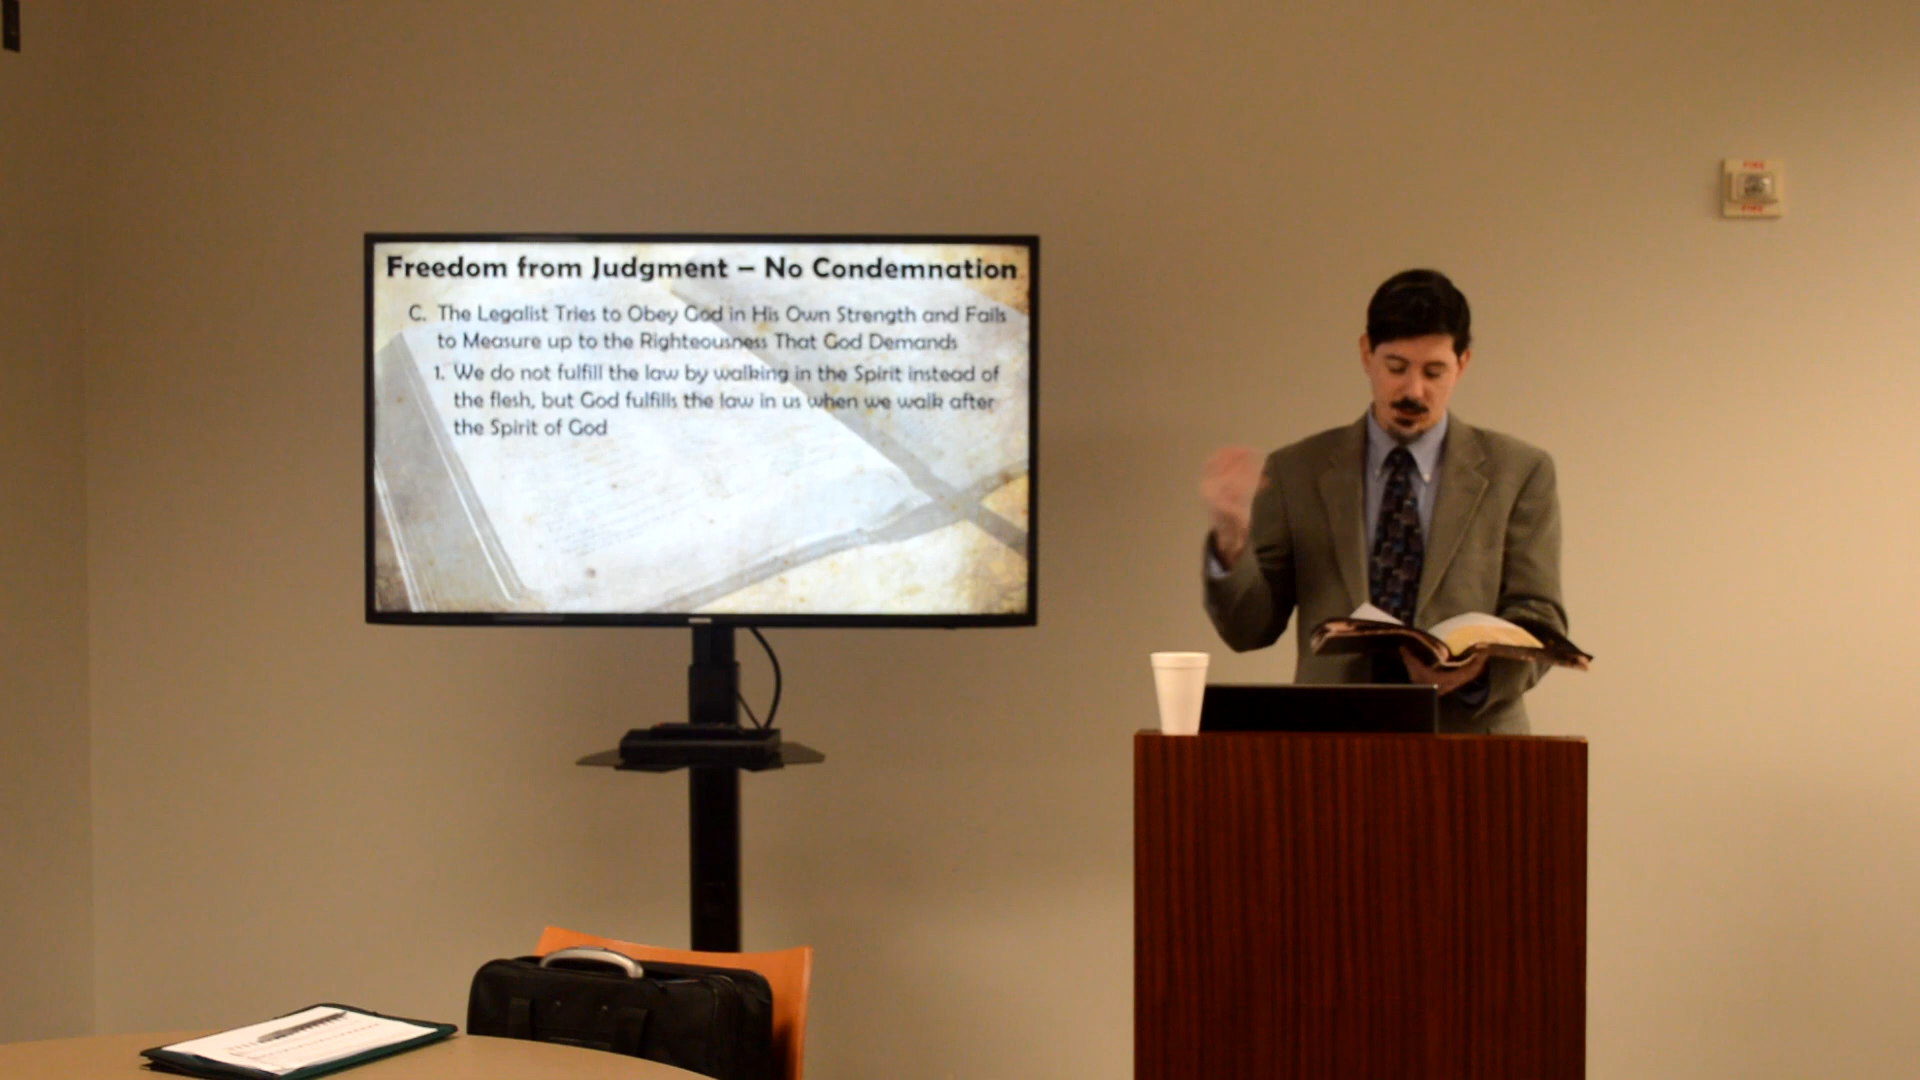 Freedom from Judgment – No Condemnation
C. The Legalist Tries to Obey God in His Own Strength and Fails
to Measure up to the Righteousness That God Demands
1. We do not fulfill the law by walking in the Spirit instead of
the flesh, but God fulfills the law in us when we walk after
the Spirit of God
FIRE
FIRE